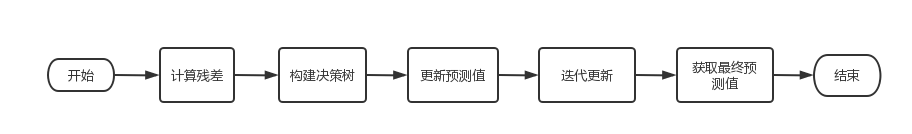 开始
计算残差
构建决策树
更新预测值
迭代更新
获取最终预
测值
结束